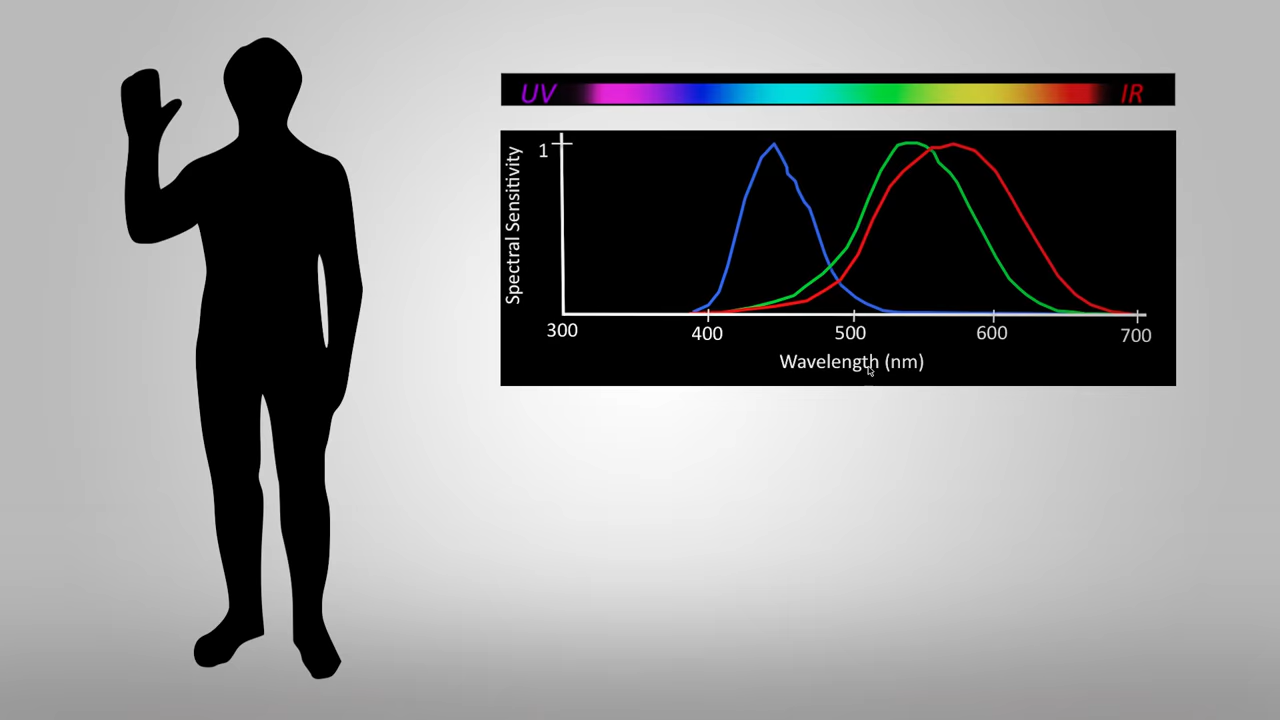 UV IR
Spectral Sensitivity
1
300 400 500 600 700
Wavelength (nm)